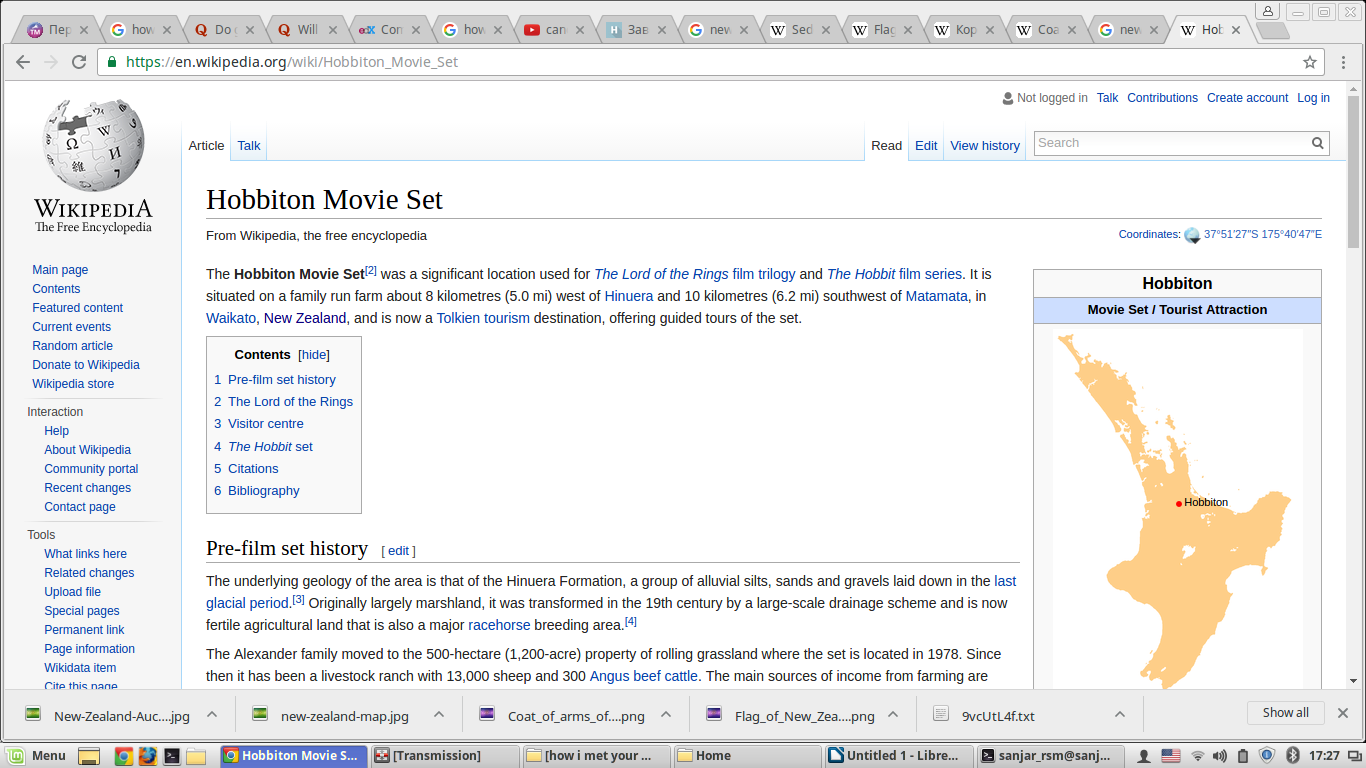 Пер
how
Do
Will
Con
how
can
Зав
new
Sed
Flag
Кор
Coa
new
Hob
https://en.wikipedia.org/wiki/Hobbiton_Movie_Set
Not logged in Talk Contributions Create account Log in
Article Talk Read Edit View history Search
WIKIPEDIA
The Free Encyclopedia
Main page
Contents
Featured content
Current events
Random article
Donate to Wikipedia
Wikipedia store
Interaction
Help
About Wikipedia
Community portal
Recent changes
Contact page
Tools
What links here
Related changes
Upload file
Special pages
Permanent link
Page information
Wikidata item
Cite this page
Hobbiton Movie Set
From Wikipedia, the free encyclopedia
Coordinates: 37°51′27″S 175°40′47″E
The Hobbiton Movie Set[2] was a significant location used for The Lord of the Rings film trilogy and The Hobbit film series. It is
situated on a family run farm about 8 kilometres (5.0 mi) west of Hinuera and 10 kilometres (6.2 mi) southwest of Matamata, in
Waikato, New Zealand, and is now a Tolkien tourism destination, offering guided tours of the set.
Contents [hide]
1 Pre-film set history
2 The Lord of the Rings
3 Visitor centre
4 The Hobbit set
5 Citations
6 Bibliography
Pre-film set history [ edit ]
The underlying geology of the area is that of the Hinuera Formation, a group of alluvial silts, sands and gravels laid down in the last
glacial period.[3] Originally largely marshland, it was transformed in the 19th century by a large-scale drainage scheme and is now
fertile agricultural land that is also a major racehorse breeding area.[4]
The Alexander family moved to the 500-hectare (1,200-acre) property of rolling grassland where the set is located in 1978. Since
then it has been a livestock ranch with 13,000 sheep and 300 Angus beef cattle. The main sources of income from farming are
Hobbiton
Movie Set / Tourist Attraction
Hobbiton
New-Zealand-Auc....jpg
new-zealand-map.jpg
Coat_of_arms_of....png
Flag_of_New_Zea....png
9vcUtL4f.txt
Show all
Menu
Hobbiton Movie S...
[Transmission]
[how i met your ...
Home
Untitled 1 - Libre...
sanjar_rsm@sanj...
17:27